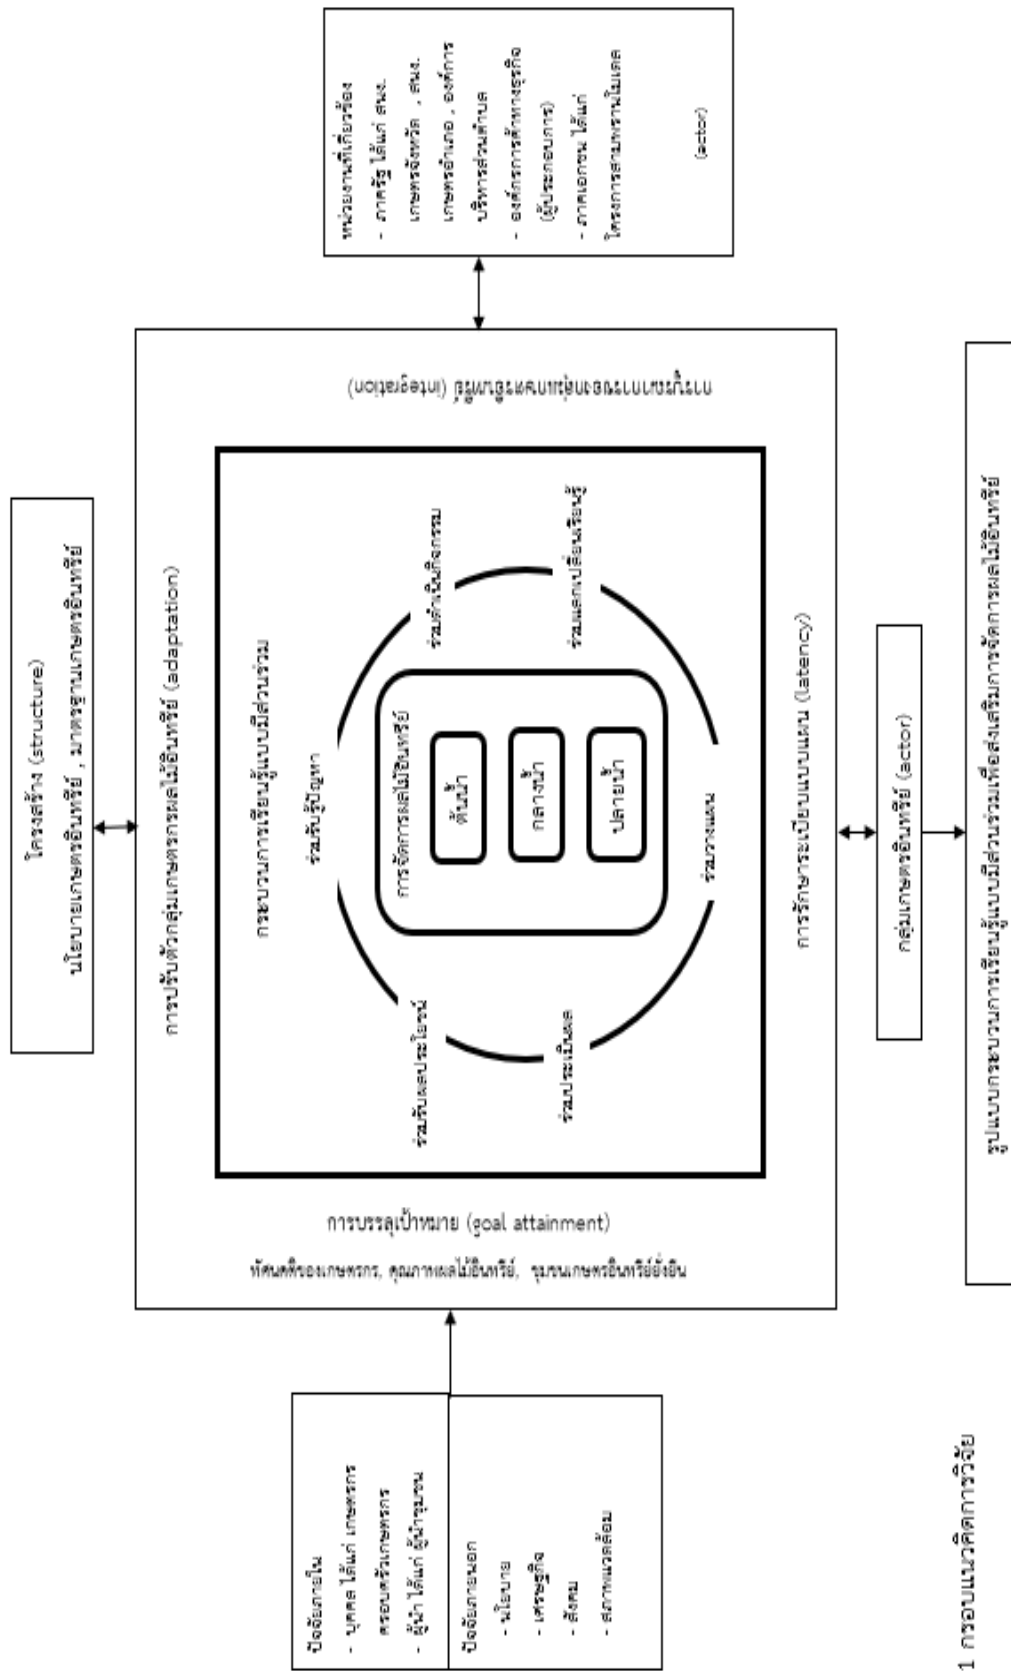 โครงสร้าง (structure)
นโยบายเกษตรอินทรีย์ , มาตรฐานเกษตรอินทรีย์
การปรับตัวกลุ่มเกษตรกรผลไม้อินทรีย์ (adaptation)
กระบวนการเรียนรู้แบบมีส่วนร่วม
ร่วมรับรู้ปัญหา
ร่วมดำเนินกิจกรรม
ร่วมแลกเปลี่ยนเรียนรู้
ร่วมวางแผน
ร่วมประเมินผล
ร่วมรับผลประโยชน์
การจัดการผลไม้อินทรีย์
ต้นน้ำ
กลางน้ำ
ปลายน้ำ
การบรรลุเป้าหมาย (goal attainment)
ทัศนคติของเกษตรกร, คุณภาพผลไม้อินทรีย์, ชุมชนเกษตรอินทรีย์ยั่งยืน
การบูรณาการของกลุ่มเกษตรอินทรีย์ (integration)
การรักษาระเบียบแบบแผน (latency)
ปัจจัยภายใน
- บุคคล ได้แก่ เกษตรกร
ครอบครัวเกษตรกร
- ผู้นำ ได้แก่ ผู้นำชุมชน
ปัจจัยภายนอก
- นโยบาย
- เศรษฐกิจ
- สังคม
- สภาพแวดล้อม
หน่วยงานที่เกี่ยวข้อง
- ภาครัฐ ได้แก่ สนง.
เกษตรจังหวัด , สนง.
เกษตรอำเภอ , องค์การ
บริหารส่วนตำบล
- องค์กรการค้าทางธุรกิจ
(ผู้ประกอบการ)
- ภาคเอกชน ได้แก่
โครงการสามพรานโมเดล
(actor)
กลุ่มเกษตรอินทรีย์ (actor)
รูปแบบกระบวนการเรียนรู้แบบมีส่วนร่วมเพื่อส่งเสริมการจัดการผลไม้อินทรีย์
1 กรอบแนวคิดการวิจัย